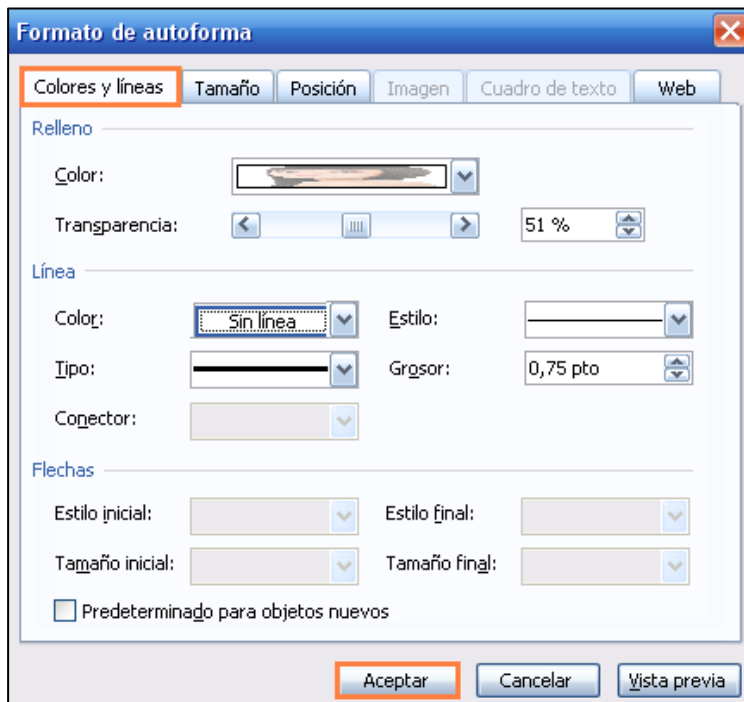 Formato de autoforma
Colores y líneas Tamaño Posición Imagen Cuadro de texto Web
Relleno
Color:
Transparencia: 51 %
Línea
Color: Sin línea Estilo:
Tipo: Grosor: 0,75 pto
Conector:
Flechas
Estilo inicial: Estilo final:
Tamaño inicial: Tamaño final:
Predeterminado para objetos nuevos
Aceptar Cancelar Vista previa